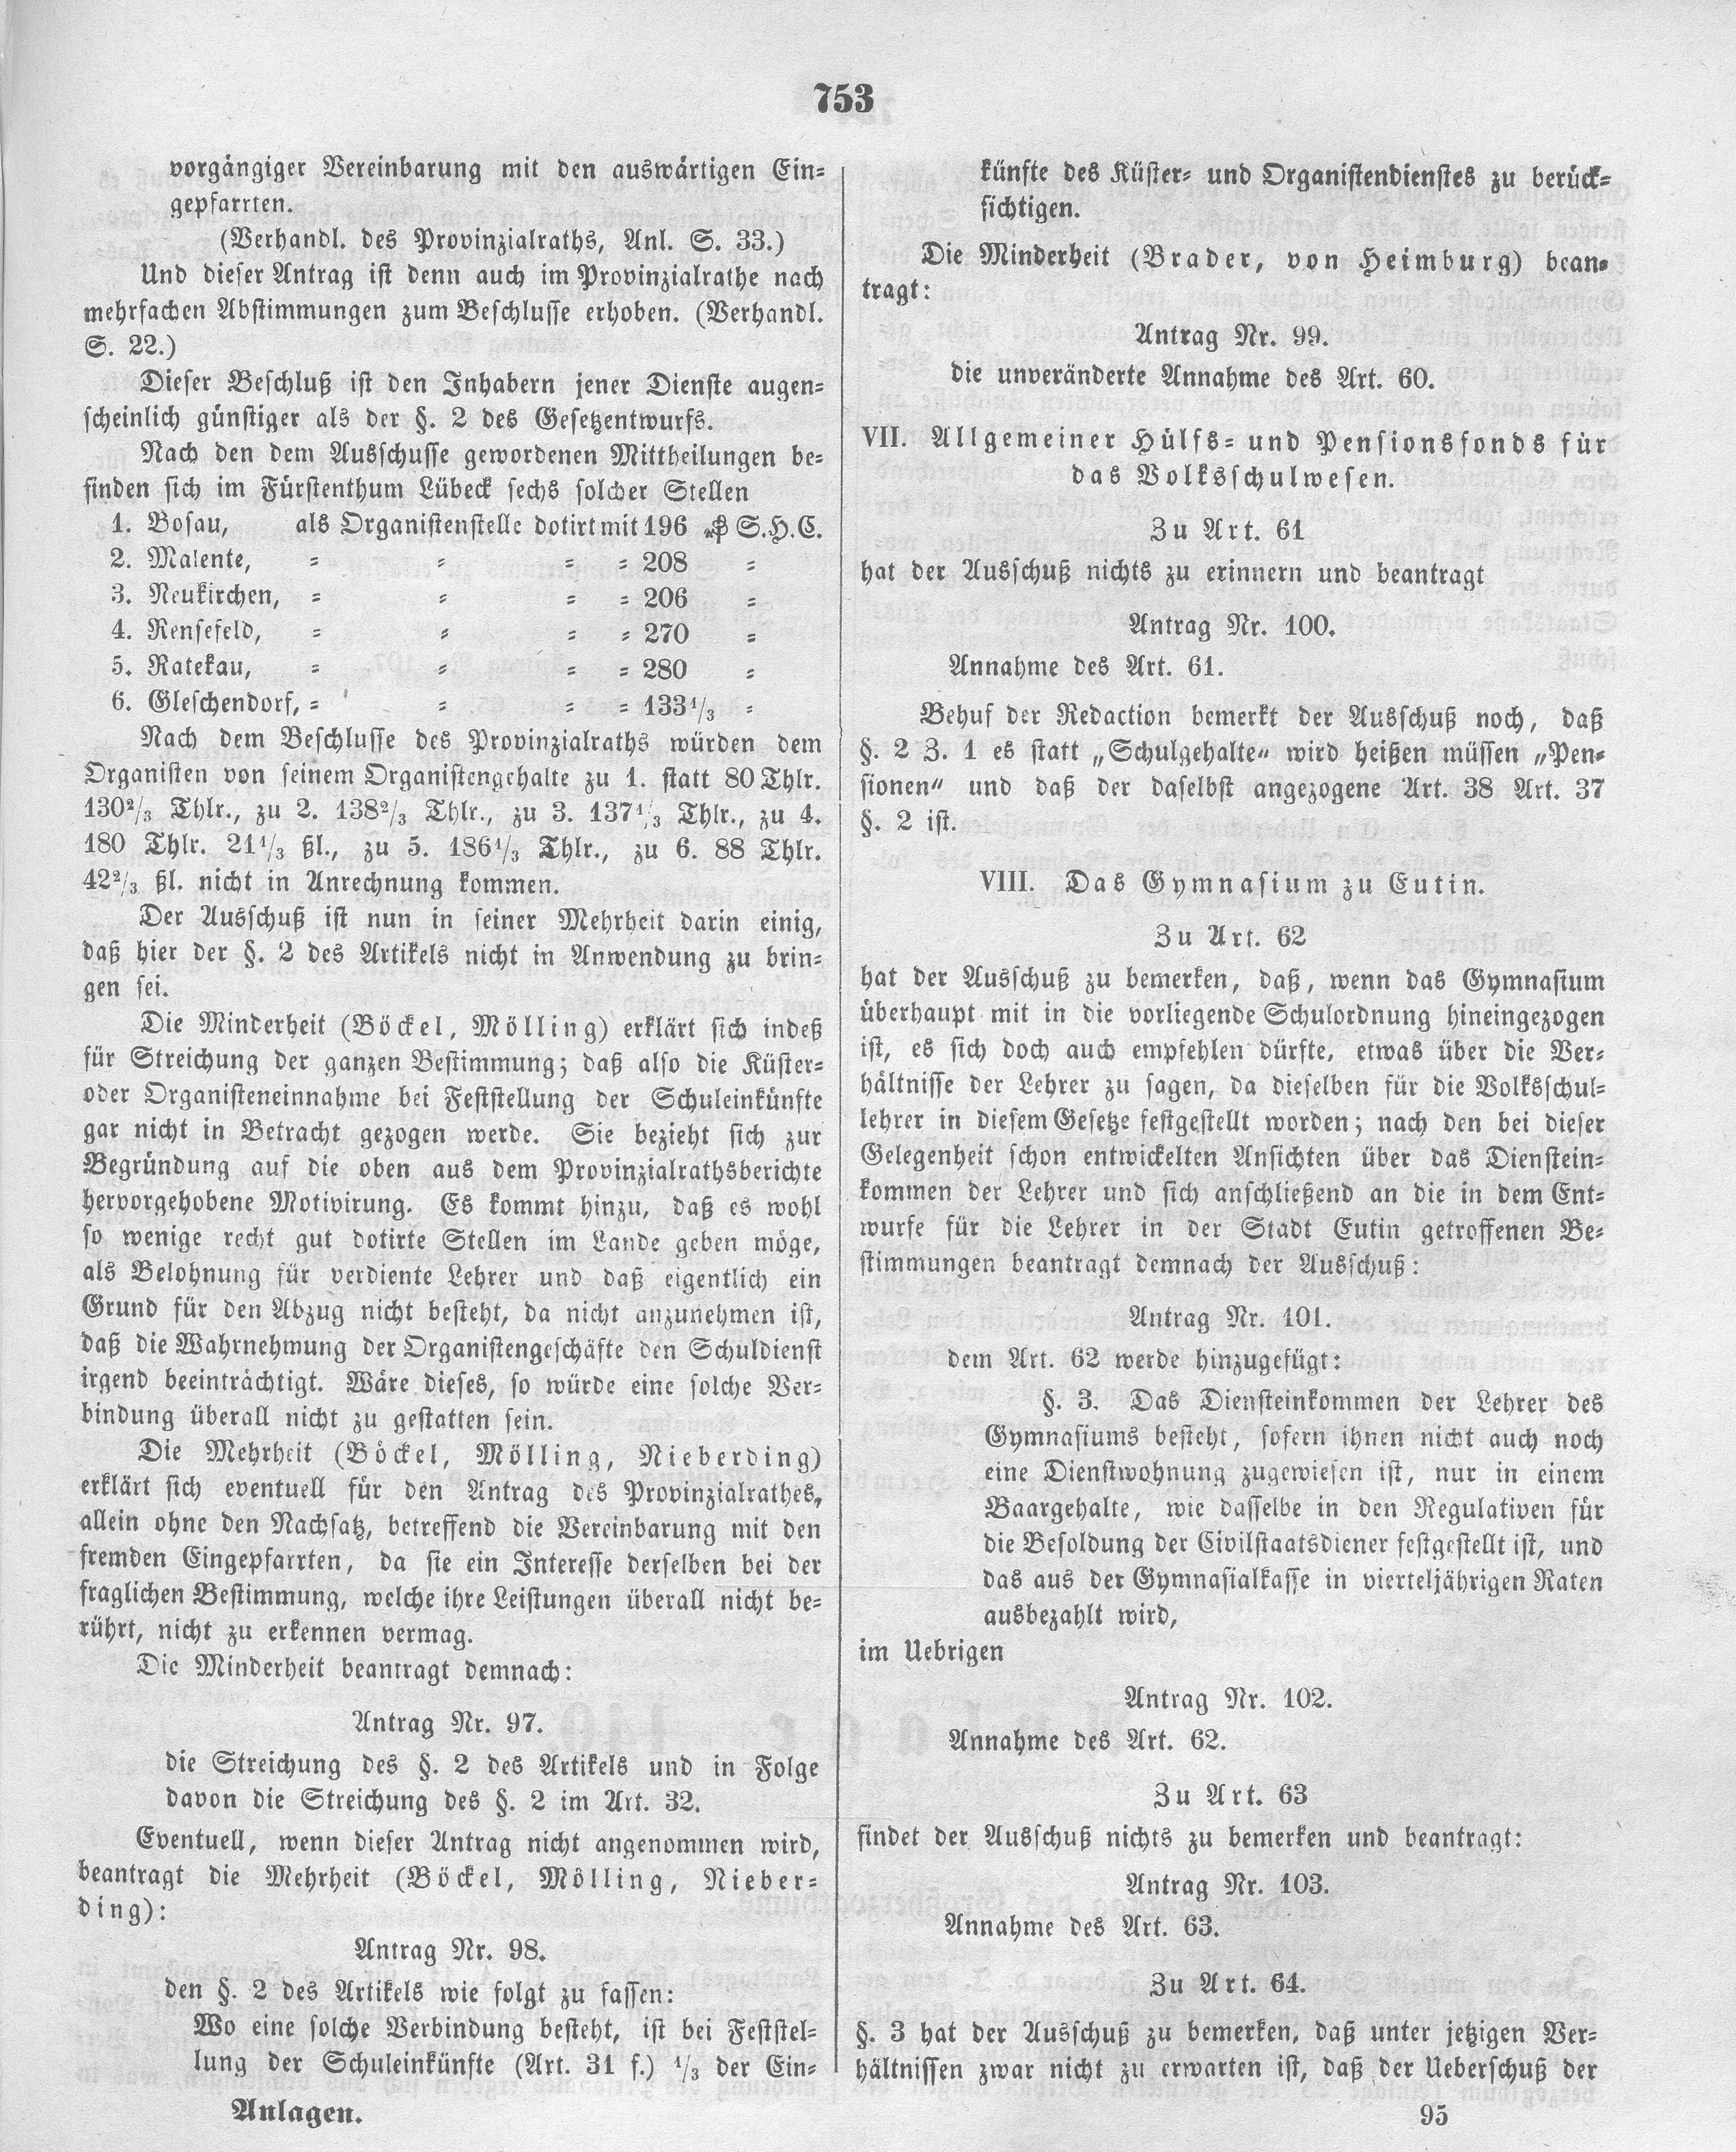 753
vorgängiger Vereinbarung mit den auswärtigen Ein=
gepfarrten.
(Verhandl. des Provinzialraths, Anl. S. 33.)
Und dieser Antrag ist denn auch im Provinzialrathe nach
mehrfachen Abstimmungen zum Beschlusse erhoben. (Verhandl.
S. 22.)
Dieser Beschluß ist den Inhabern jener Dienste augen=
scheinlich günstiger als der §. 2 des Gesetzentwurfs.
Nach den dem Ausschusse gewordenen Mittheilungen be=
finden sich im Fürstenthum Lübeck sechs solcher Stellen
1. Bosau, als Organistenstelle dotirt mit 196 ₰ S.H.C.
2. Malente, = = = = 208 =
3. Neukirchen, = = = = 206 =
4. Rensefeld, = = = = 270 =
5. Ratekau, = = = = 280 =
6. Gleschendorf, = = = = 133 1/3 =
Nach dem Beschlusse des Provinzialraths würden dem
Organisten von seinem Organistengehalte zu 1. statt 80 Thlr.
130 2/3 Thlr., zu 2. 138 2/3 Thlr., zu 3. 137 1/3 Thlr., zu 4.
180 Thlr. 21 1/3 ßl., zu 5. 186 1/3 Thlr., zu 6. 88 Thlr.
42 2/3 ßl. nicht in Anrechnung kommen.
Der Ausschuß ist nun in seiner Mehrheit darin einig,
daß hier der §. 2 des Artikels nicht in Anwendung zu brin=
gen sei.
Die Minderheit (Böckel, Mölling) erklärt sich indeß
für Streichung der ganzen Bestimmung; daß also die Küster=
oder Organisteneinnahme bei Feststellung der Schuleinkünfte
gar nicht in Betracht gezogen werde. Sie bezieht sich zur
Begründung auf die oben aus dem Provinzialrathsberichte
hervorgehobene Motivirung. Es kommt hinzu, daß es wohl
so wenige recht gut dotirte Stellen im Lande geben möge,
als Belohnung für verdiente Lehrer und daß eigentlich ein
Grund für den Abzug nicht besteht, da nicht anzunehmen ist,
daß die Wahrnehmung der Organistengeschäfte den Schuldienst
irgend beeinträchtigt. Wäre dieses, so würde eine solche Ver=
bindung überall nicht zu gestatten sein.
Die Mehrheit (Böckel, Mölling, Nieberding)
erklärt sich eventuell für den Antrag des Provinzialrathes,
allein ohne den Nachsatz, betreffend die Vereinbarung mit den
fremden Eingepfarrten, da sie ein Interesse derselben bei der
fraglichen Bestimmung, welche ihre Leistungen überall nicht be=
rührt, nicht zu erkennen vermag.
Die Minderheit beantragt demnach:
Antrag Nr. 97.
die Streichung des §. 2 des Artikels und in Folge
davon die Streichung des §. 2 im Art. 32.
Eventuell, wenn dieser Antrag nicht angenommen wird,
beantragt die Mehrheit (Böckel, Mölling, Nieber=
ding):
Antrag Nr. 98.
den §. 2 des Artikels wie folgt zu fassen:
Wo eine solche Verbindung besteht, ist bei Feststel=
lung der Schuleinkünfte (Art. 31 f.) 1/3 der Ein=
Anlagen.
künfte des Küster= und Organistendienstes zu berück=
sichtigen.
Die Minderheit (Brader, von Heimburg) bean=
tragt:
Antrag Nr. 99.
die unveränderte Annahme des Art. 60.
VII. Allgemeiner Hülfs= und Pensionsfonds für
das Volksschulwesen.
Zu Art. 61
hat der Ausschuß nichts zu erinnern und beantragt
Antrag Nr. 100.
Annahme des Art. 61.
Behuf der Redaction bemerkt der Ausschuß noch, daß
§. 2 Z. 1 es statt „Schulgehalte“ wird heißen müssen „Pen=
sionen“ und daß der daselbst angezogene Art. 38 Art. 37
§. 2 ist.
VIII. Das Gymnasium zu Eutin.
Zu Art. 62
hat der Ausschuß zu bemerken, daß, wenn das Gymnasium
überhaupt mit in die vorliegende Schulordnung hineingezogen
ist, es sich doch auch empfehlen dürfte, etwas über die Ver=
hältnisse der Lehrer zu sagen, da dieselben für die Volksschul=
lehrer in diesem Gesetze festgestellt worden; nach den bei dieser
Gelegenheit schon entwickelten Ansichten über das Dienstein=
kommen der Lehrer und sich anschließend an die in dem Ent=
wurfe für die Lehrer in der Stadt Eutin getroffenen Be=
stimmungen beantragt demnach der Ausschuß:
Antrag Nr. 101.
dem Art. 62 werde hinzugefügt:
§. 3. Das Diensteinkommen der Lehrer des
Gymnasiums besteht, sofern ihnen nicht auch noch
eine Dienstwohnung zugewiesen ist, nur in einem
Baargehalte, wie dasselbe in den Regulativen für
die Besoldung der Civilstaatsdiener festgestellt ist, und
das aus der Gymnasialkasse in vierteljährigen Raten
ausbezahlt wird,
im Uebrigen
Antrag Nr. 102.
Annahme des Art. 62.
Zu Art. 63
findet der Ausschuß nichts zu bemerken und beantragt:
Antrag Nr. 103.
Annahme des Art. 63.
Zu Art. 64.
§. 3 hat der Ausschuß zu bemerken, daß unter jetzigen Ver=
hältnissen zwar nicht zu erwarten ist, daß der Ueberschuß der
95